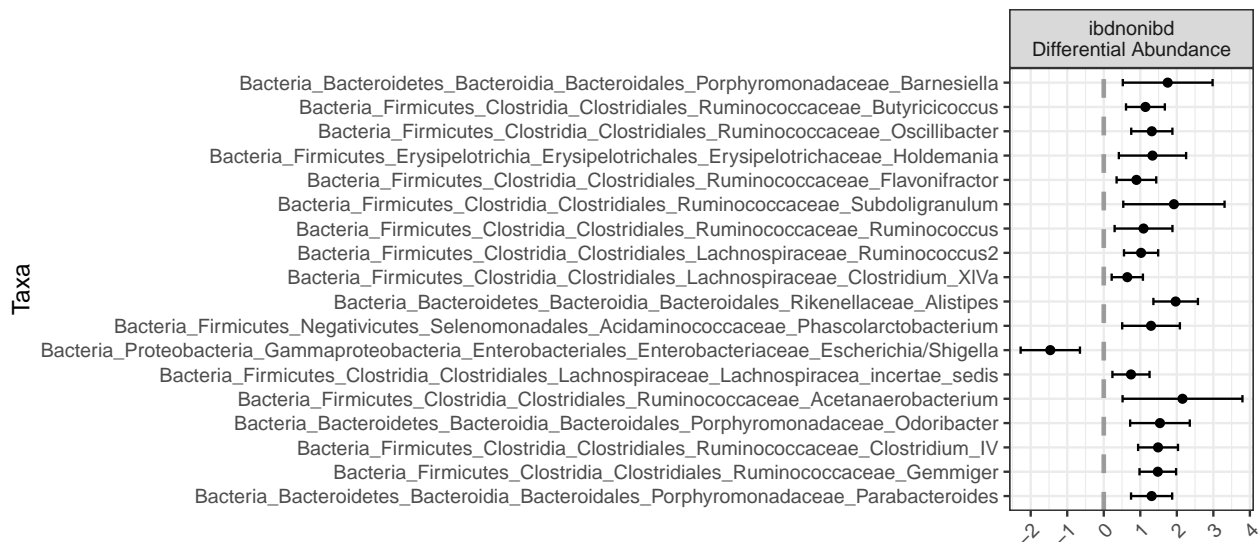 ibdnonibd
Differential Abundance
Bacteria_Bacteroidetes_Bacteroidia_Bacteroidales_Porphyromonadaceae_Barnesiella
Bacteria_Firmicutes_Clostridia_Clostridiales_Ruminococcaceae_Butyricicoccus
Bacteria_Firmicutes_Clostridia_Clostridiales_Ruminococcaceae_Oscillibacter
Bacteria_Firmicutes_Erysipelotrichia_Erysipelotrichales_Erysipelotrichaceae_Holdemania
Bacteria_Firmicutes_Clostridia_Clostridiales_Ruminococcaceae_Flavonifractor
Bacteria_Firmicutes_Clostridia_Clostridiales_Ruminococcaceae_Subdoligranulum
Bacteria_Firmicutes_Clostridia_Clostridiales_Ruminococcaceae_Ruminococcus
Bacteria_Firmicutes_Clostridia_Clostridiales_Lachnospiraceae_Ruminococcus2
Bacteria_Firmicutes_Clostridia_Clostridiales_Lachnospiraceae_Clostridium_XlVa
Bacteria_Bacteroidetes_Bacteroidia_Bacteroidales_Rikenellaceae_Alistipes
Bacteria_Firmicutes_Negativicutes_Selenomonadales_Acidaminococcaceae_Phascolarctobacterium
Bacteria_Proteobacteria_Gammaproteobacteria_Enterobacteriales_Enterobacteriaceae_Escherichia/Shigella
Bacteria_Firmicutes_Clostridia_Clostridiales_Lachnospiraceae_Lachnospiracea_incertae_sedis
Bacteria_Firmicutes_Clostridia_Clostridiales_Ruminococcaceae_Acetanaerobacterium
Bacteria_Bacteroidetes_Bacteroidia_Bacteroidales_Porphyromonadaceae_Odoribacter
Bacteria_Firmicutes_Clostridia_Clostridiales_Ruminococcaceae_Clostridium_IV
Bacteria_Firmicutes_Clostridia_Clostridiales_Ruminococcaceae_Gemmiger
Bacteria_Bacteroidetes_Bacteroidia_Bacteroidales_Porphyromonadaceae_Parabacteroides
Taxa
−2 −1 0 1 2 3 4